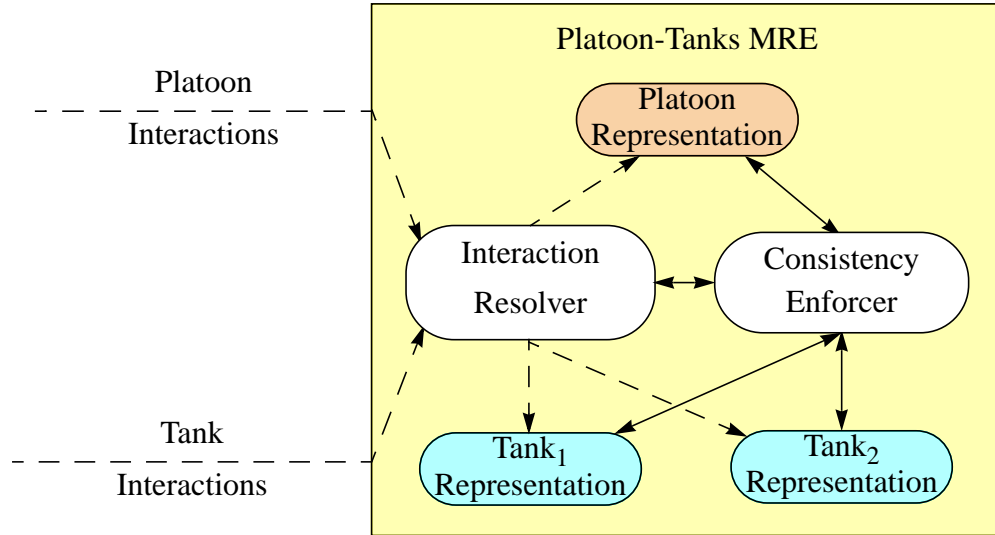 Platoon-Tanks MRE
Platoon
Interactions
Platoon
Representation
Interaction
Resolver
Consistency
Enforcer
Tank
Interactions
Tank₁
Representation
Tank₂
Representation